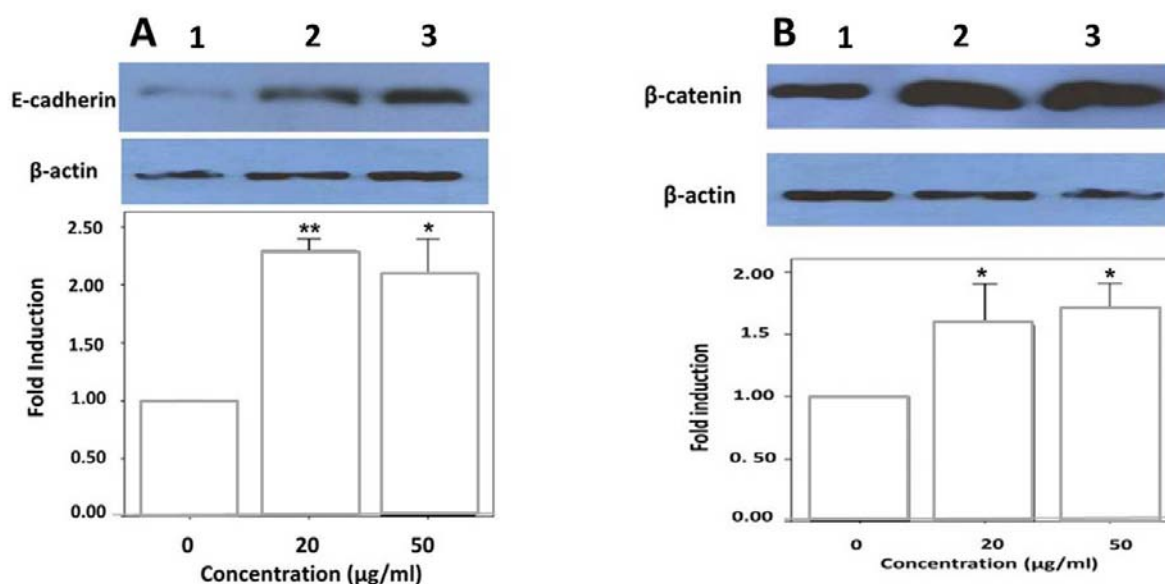 A 1 2 3
E-cadherin
β-actin
2.50
2.00
1.50
1.00
0.50
0.00
Fold Induction
** *
0 20 50
Concentration (µg/ml)
B 1 2 3
β-catenin
β-actin
2.00
1.5
1.00
0. 50
0.00
Fold induction
* *
0 20 50
Concentration (µg/ml)